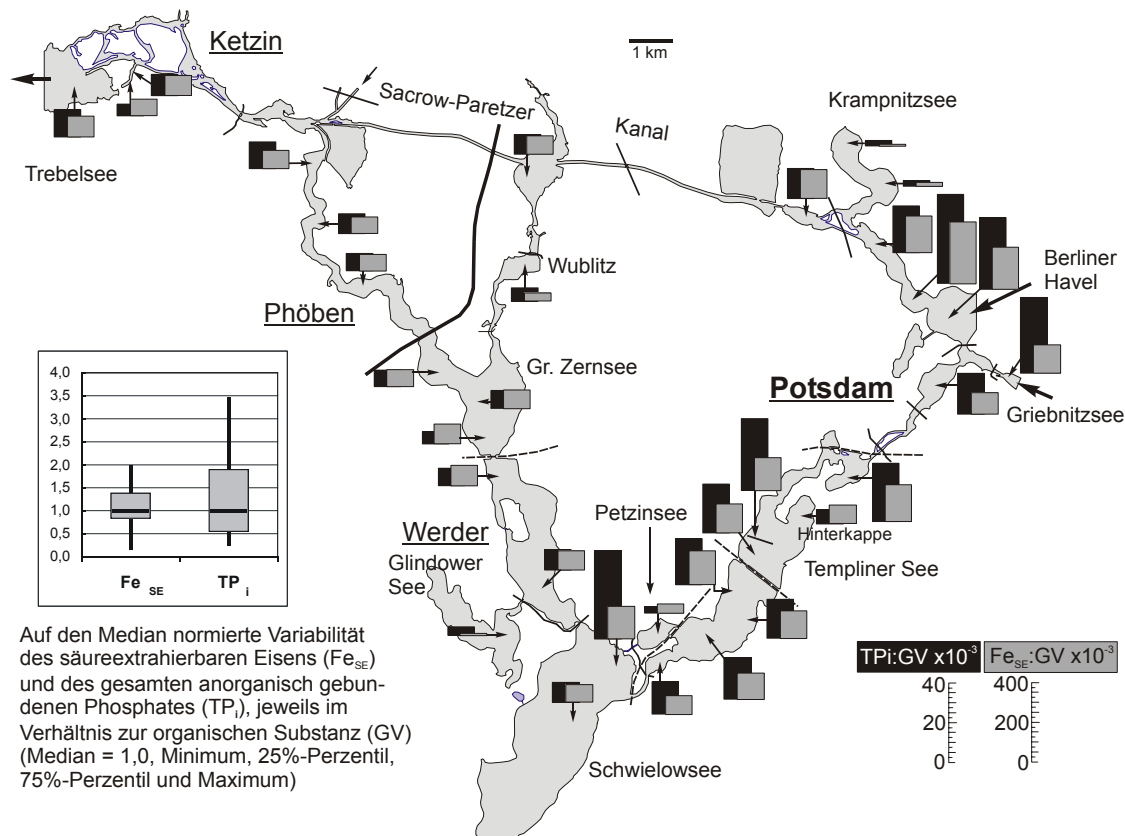 Ketzin
1 km
Krampnitzsee
Sacrow-Paretzer
Kanal
Trebelsee
Wublitz
Berliner
Havel
Phöben
Gr. Zernsee
Potsdam
Griebnitzsee
4,0
3,5
3,0
2,5
2,0
1,5
1,0
0,5
0,0
Fe SE
TP i
Werder
Glindower
See
Petzinsee
Hinterkappe
Templiner See
Schwielowsee
Auf den Median normierte Variabilität
des säureextrahierbaren Eisens (FeSE)
und des gesamten anorganisch gebun-
denen Phosphates (TPi), jeweils im
Verhältnis zur organischen Substanz (GV)
(Median = 1,0, Minimum, 25%-Perzentil,
75%-Perzentil und Maximum)
TPi:GV x10-3
FeSE:GV x10-3
40
20
0
400
200
0